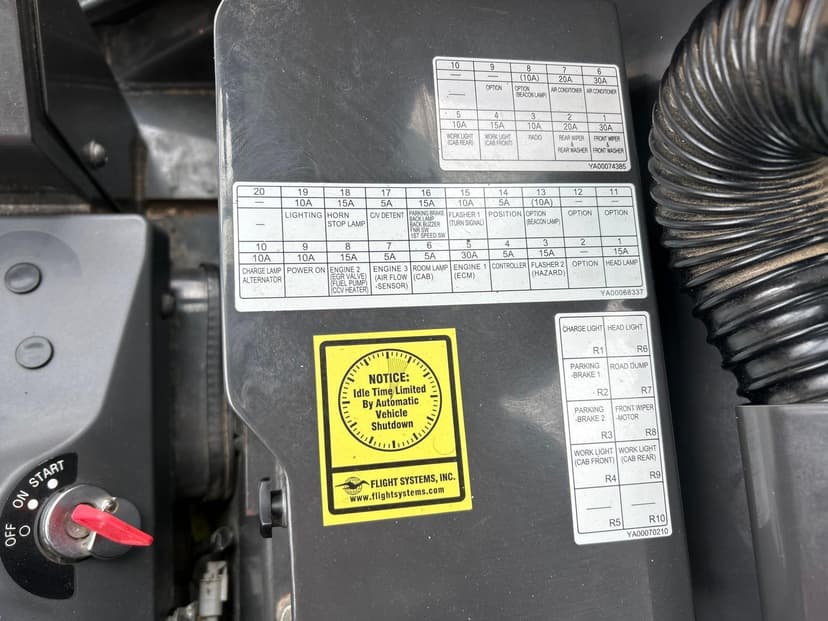 10 9 8 7 6
— — (10A) 20A 30A
— OPTION OPTION (BEACON LAMP) AIR CONDITIONER AIR CONDITIONER
5 4 3 2 1
10A 15A 10A 20A 30A
WORK LIGHT (CAB REAR) WORK LIGHT (CAB FRONT) RADIO REAR WIPER & REAR WASHER FRONT WIPER & FRONT WASHER
YA00074385
20 19 18 17 16 15 14 13 12 11
— 10A 15A 5A 15A 10A 5A (10A) — —
— LIGHTING HORN STOP LAMP C/V DETENT PARKING BRAKE BACK LAMP BACK BUZZER FNR SW 1ST SPEED SW FLASHER 1 (TURN SIGNAL) POSITION OPTION (BEACON LAMP) OPTION OPTION
10 9 8 7 6 5 4 3 2 1
10A 10A 15A 5A 5A 30A 5A 15A — 15A
CHARGE LAMP ALTERNATOR POWER ON ENGINE 2 (EGR VALVE) (FUEL PUMP) (CCV HEATER) ENGINE 3 (AIR FLOW -SENSOR) ROOM LAMP (CAB) ENGINE 1 (ECM) CONTROLLER FLASHER 2 (HAZARD) OPTION HEAD LAMP
YA00068337
CHARGE LIGHT HEAD LIGHT
R1 R6
PARKING -BRAKE 1 ROAD DUMP
R2 R7
PARKING -BRAKE 2 FRONT WIPER -MOTOR
R3 R8
WORK LIGHT (CAB FRONT) WORK LIGHT (CAB REAR)
R4 R9
— —
R5 R10
YA00070210
NOTICE:
Idle Time Limited
By Automatic
Vehicle
Shutdown
FLIGHT SYSTEMS, INC.
www.flightsystems.com
OFF ON START